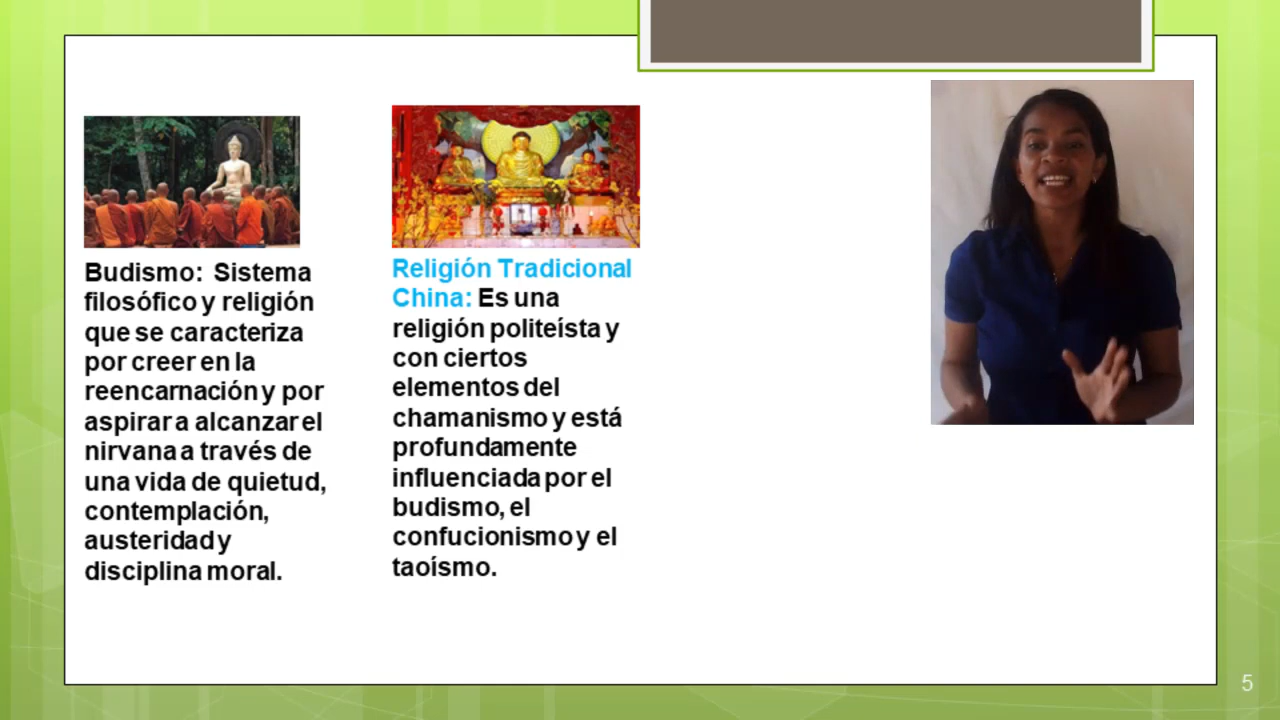 Budismo: Sistema
filosófico y religión
que se caracteriza
por creer en la
reencarnación y por
aspirar a alcanzar el
nirvana a través de
una vida de quietud,
contemplación,
austeridad y
disciplina moral.
Religión Tradicional
China: Es una
religión politeísta y
con ciertos
elementos del
chamanismo y está
profundamente
influenciada por el
budismo, el
confucionismo y el
taoísmo.
5